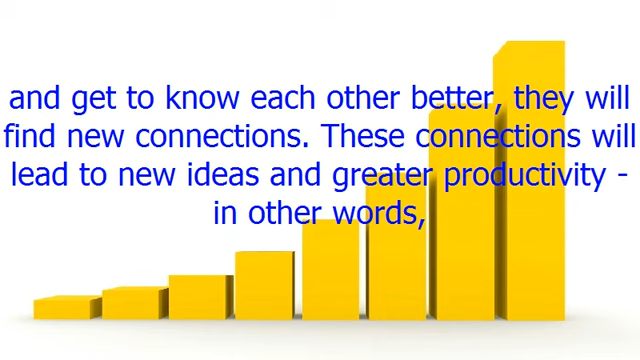 and get to know each other better, they will
find new connections. These connections will
lead to new ideas and greater productivity -
in other words,